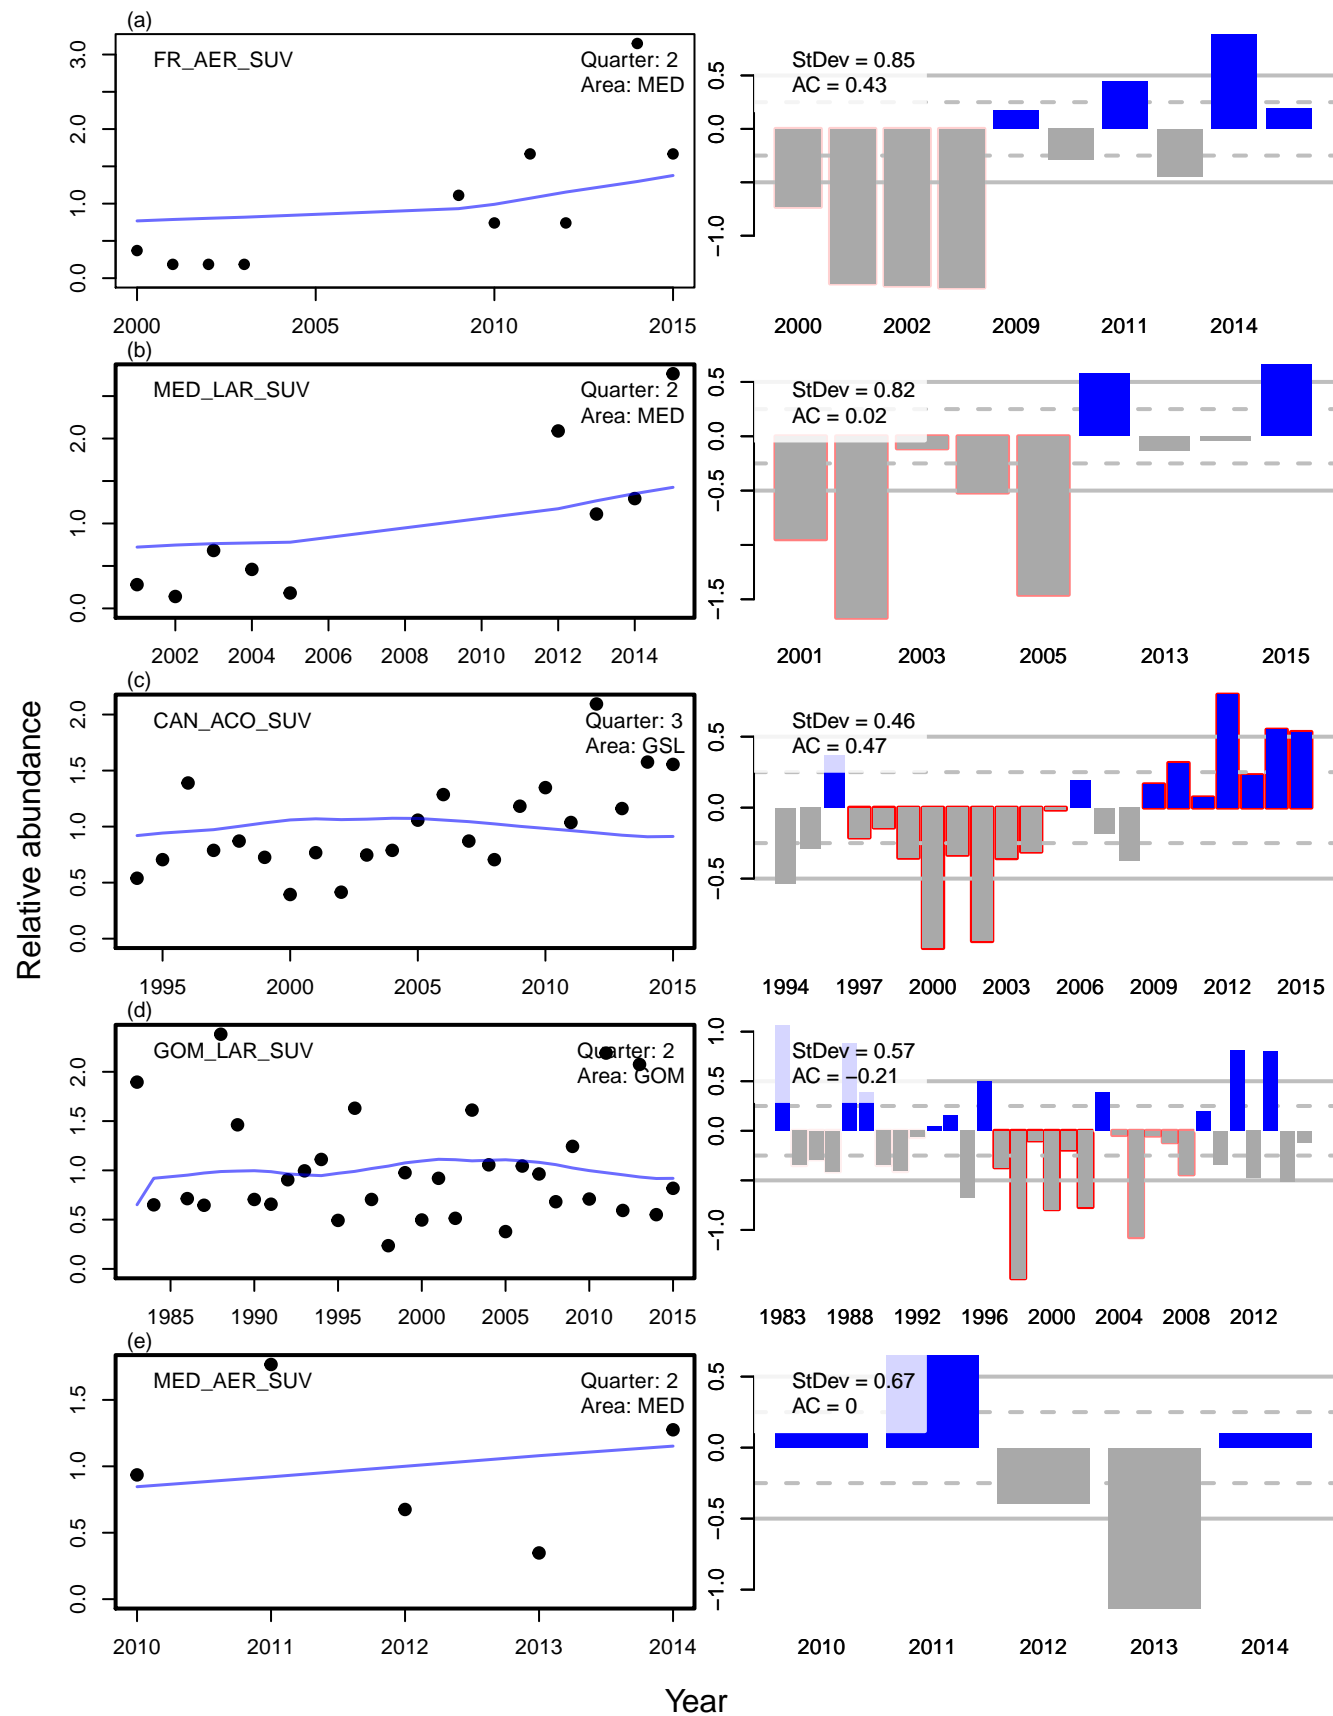 (a)
FR_AER_SUV
Quarter: 2
Area: MED
0.0 1.0 2.0 3.0
2000 2005 2010 2015
StDev = 0.85
AC = 0.43
−1.0 0.0 0.5
2000 2002 2009 2011 2014
(b)
MED_LAR_SUV
Quarter: 2
Area: MED
0.0 1.0 2.0
2002 2004 2006 2008 2010 2012 2014
StDev = 0.82
AC = 0.02
−1.5 −0.5 0.0 0.5
2001 2003 2005 2013 2015
(c)
CAN_ACO_SUV
Quarter: 3
Area: GSL
0.0 0.5 1.0 1.5 2.0
1995 2000 2005 2010 2015
StDev = 0.46
AC = 0.47
−0.5 0.0 0.5
1994 1997 2000 2003 2006 2009 2012 2015
(d)
GOM_LAR_SUV
Quarter: 2
Area: GOM
0.0 0.5 1.0 1.5 2.0
1985 1990 1995 2000 2005 2010 2015
StDev = 0.57
AC = −0.21
−1.0 0.0 0.5 1.0
1983 1988 1992 1996 2000 2004 2008 2012
(e)
MED_AER_SUV
Quarter: 2
Area: MED
0.0 0.5 1.0 1.5
2010 2011 2012 2013 2014
StDev = 0.67
AC = 0
−1.0 −0.5 0.0 0.5
2010 2011 2012 2013 2014
Relative abundance
Year